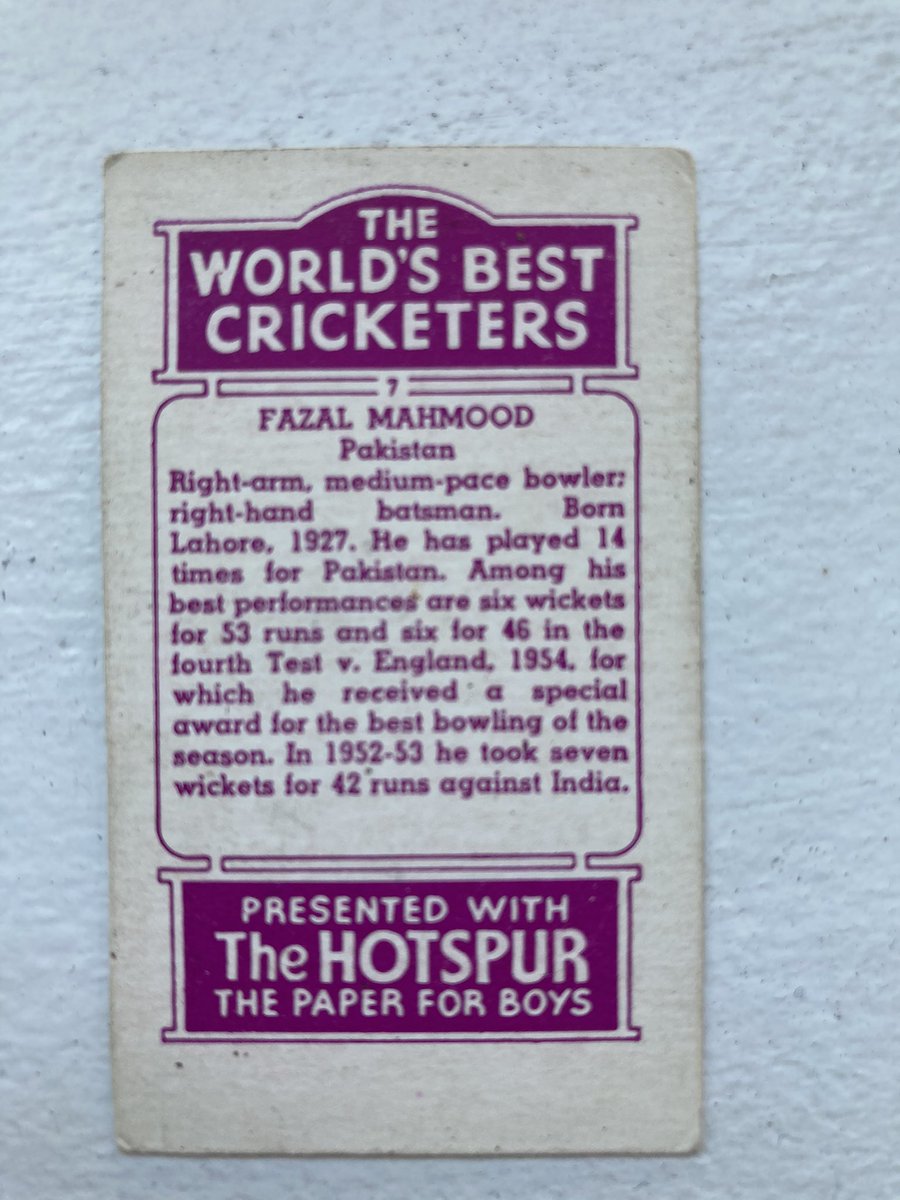 THE
WORLD'S BEST
CRICKETERS
7
FAZAL MAHMOOD
Pakistan
Right-arm, medium-pace bowler;
right-hand batsman. Born
Lahore, 1927. He has played 14
times for Pakistan. Among his
best performances are six wickets
for 53 runs and six for 46 in the
fourth Test v. England, 1954, for
which he received a special
award for the best bowling of the
season. In 1952-53 he took seven
wickets for 42 runs against India.
PRESENTED WITH
The HOTSPUR
THE PAPER FOR BOYS